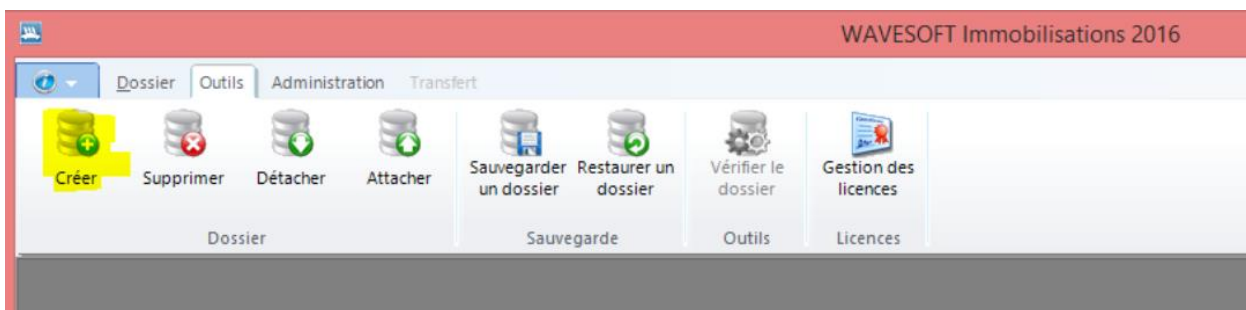 WAVESOFT Immobilisations 2016
Dossier Outils Administration Transfert
Créer Supprimer Détacher Attacher Sauvegarder un dossier Restaurer un dossier Vérifier le dossier Gestion des licences
Dossier Sauvegarde Outils Licences